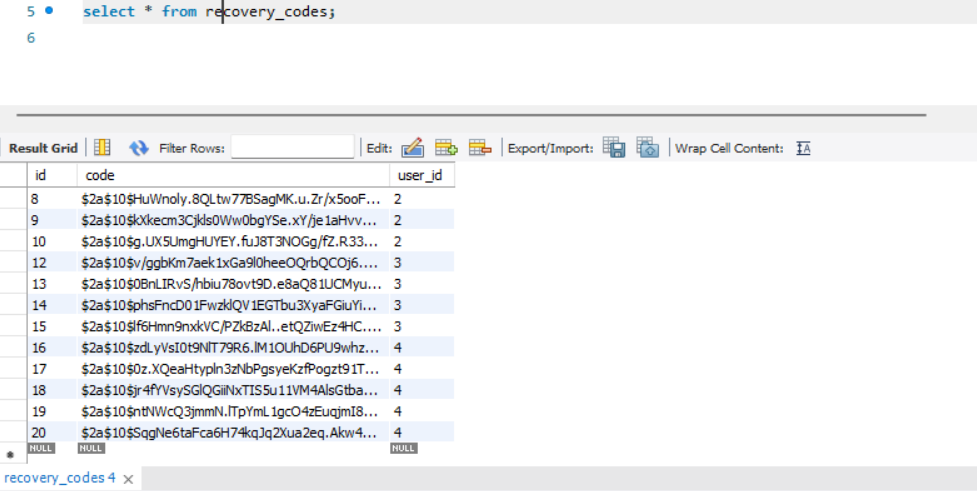 5 select * from recovery_codes;
6
Result Grid Filter Rows: Edit: Export/Import: Wrap Cell Content:
id code user_id
8 $2a$10$HuWnoly.8QLtw77BSagMK.u.Zr/x5ooF... 2
9 $2a$10$kXkecm3Cjkls0Ww0bgYSe.xY/je1aHvv... 2
10 $2a$10$g.UX5UmgHUYEY.fuJ8T3NOGg/fZ.R33... 2
12 $2a$10$v/ggbKm7aek1xGa9l0heeOQrbQCOj6.... 3
13 $2a$10$0BnLIRvS/hbiu78ovt9D.e8aQ81UCMyu... 3
14 $2a$10$phsFncD01FwzklQV1EGTbu3XyaFGiuYi... 3
15 $2a$10$lf6Hmn9nxkVC/PZkBzAl..etQZiwEz4HC.... 3
16 $2a$10$zdLyVsI0t9NlT79R6.lM1OUhD6PU9whz... 4
17 $2a$10$0z.XQeaHtypln3zNbPgsyeKzfPogzt91T... 4
18 $2a$10$jr4fYVsySGlQGiiNxTIS5u11VM4AlsGtba... 4
19 $2a$10$ntNWcQ3jmmN.lTpYmL1gcO4zEuqjmI8... 4
20 $2a$10$SqgNe6taFca6H74kqJq2Xua2eq.Akw4... 4
NULL NULL NULL
recovery_codes 4